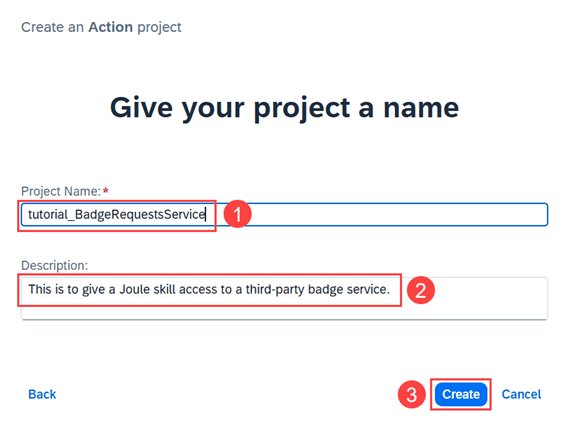 Create an Action project
Give your project a name
Project Name:*
tutorial_BadgeRequestsService 1
Description:
This is to give a Joule skill access to a third-party badge service. 2
Back 3 Create Cancel